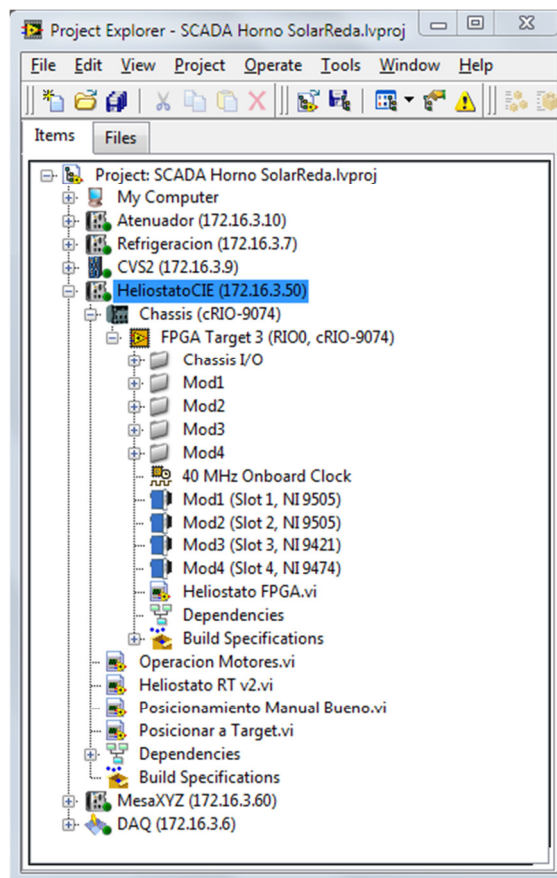 Project Explorer - SCADA Horno SolarReda.lvproj
File Edit View Project Operate Tools Window Help
Items Files
Project: SCADA Horno SolarReda.lvproj
My Computer
Atenuador (172.16.3.10)
Refrigeracion (172.16.3.7)
CVS2 (172.16.3.9)
HeliostatoCIE (172.16.3.50)
Chassis (cRIO-9074)
FPGA Target 3 (RIO0, cRIO-9074)
Chassis I/O
Mod1
Mod2
Mod3
Mod4
40 MHz Onboard Clock
Mod1 (Slot 1, NI 9505)
Mod2 (Slot 2, NI 9505)
Mod3 (Slot 3, NI 9421)
Mod4 (Slot 4, NI 9474)
Heliostato FPGA.vi
Dependencies
Build Specifications
Operacion Motores.vi
Heliostato RT v2.vi
Posicionamiento Manual Bueno.vi
Posicionar a Target.vi
Dependencies
Build Specifications
MesaXYZ (172.16.3.60)
DAQ (172.16.3.6)